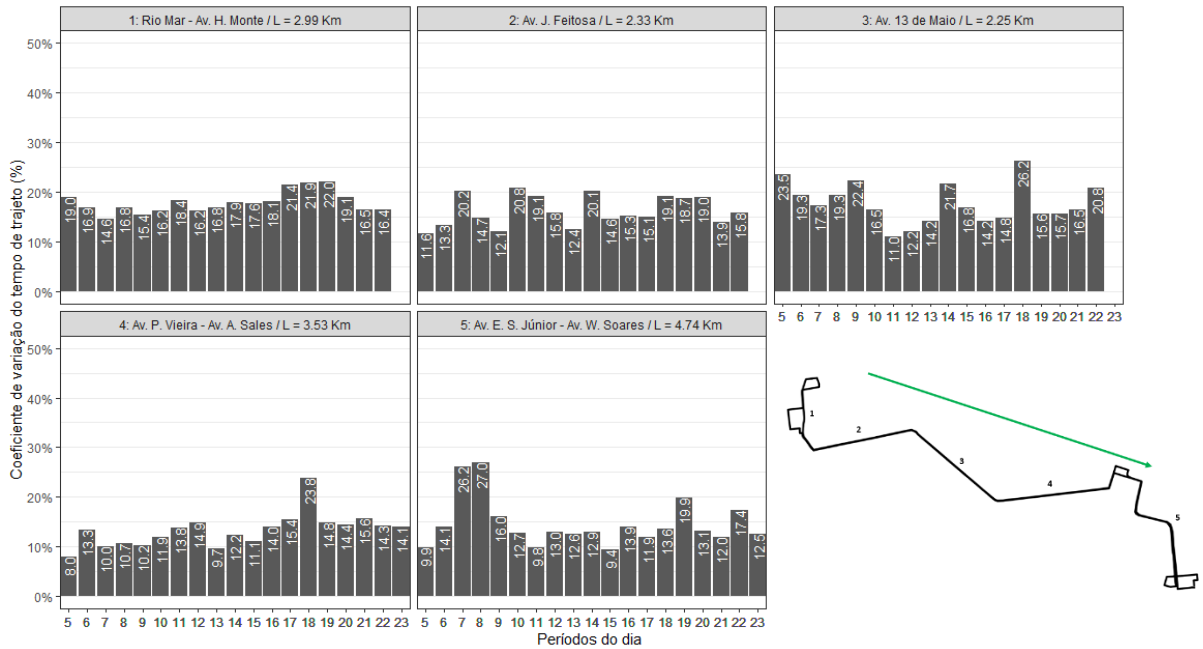 1: Rio Mar - Av. H. Monte / L = 2.99 Km
2: Av. J. Feitosa / L = 2.33 Km
3: Av. 13 de Maio / L = 2.25 Km
Coeficiente de variação do tempo de trajeto (%)
50%
40%
30%
20%
10%
0%
19.0 16.9 14.6 16.8 15.4 16.2 18.4 16.2 16.8 17.9 17.6 18.1 21.4 21.9 22.0 19.1 16.5 16.4
11.6 13.3 20.2 14.7 12.1 20.8 19.1 15.8 12.4 20.1 14.6 15.3 15.1 19.1 18.7 19.0 13.9 15.8
23.5 19.3 17.3 19.3 22.4 16.5 11.0 12.2 14.2 21.7 16.8 14.2 14.8 26.2 15.6 15.7 16.5 20.8
5 6 7 8 9 10 11 12 13 14 15 16 17 18 19 20 21 22 23
4: Av. P. Vieira - Av. A. Sales / L = 3.53 Km
5: Av. E. S. Júnior - Av. W. Soares / L = 4.74 Km
50%
40%
30%
20%
10%
0%
8.0 13.3 10.0 10.7 10.2 11.9 13.8 14.9 9.7 12.2 11.1 14.0 15.4 23.8 14.8 14.4 15.6 14.3 14.1
9.9 14.1 26.2 27.0 16.0 12.7 9.8 13.0 12.6 12.9 9.4 13.9 11.9 13.6 19.9 13.1 12.0 17.4 12.5
5 6 7 8 9 10 11 12 13 14 15 16 17 18 19 20 21 22 23
5 6 7 8 9 10 11 12 13 14 15 16 17 18 19 20 21 22 23
Períodos do dia
1
2
3
4
5